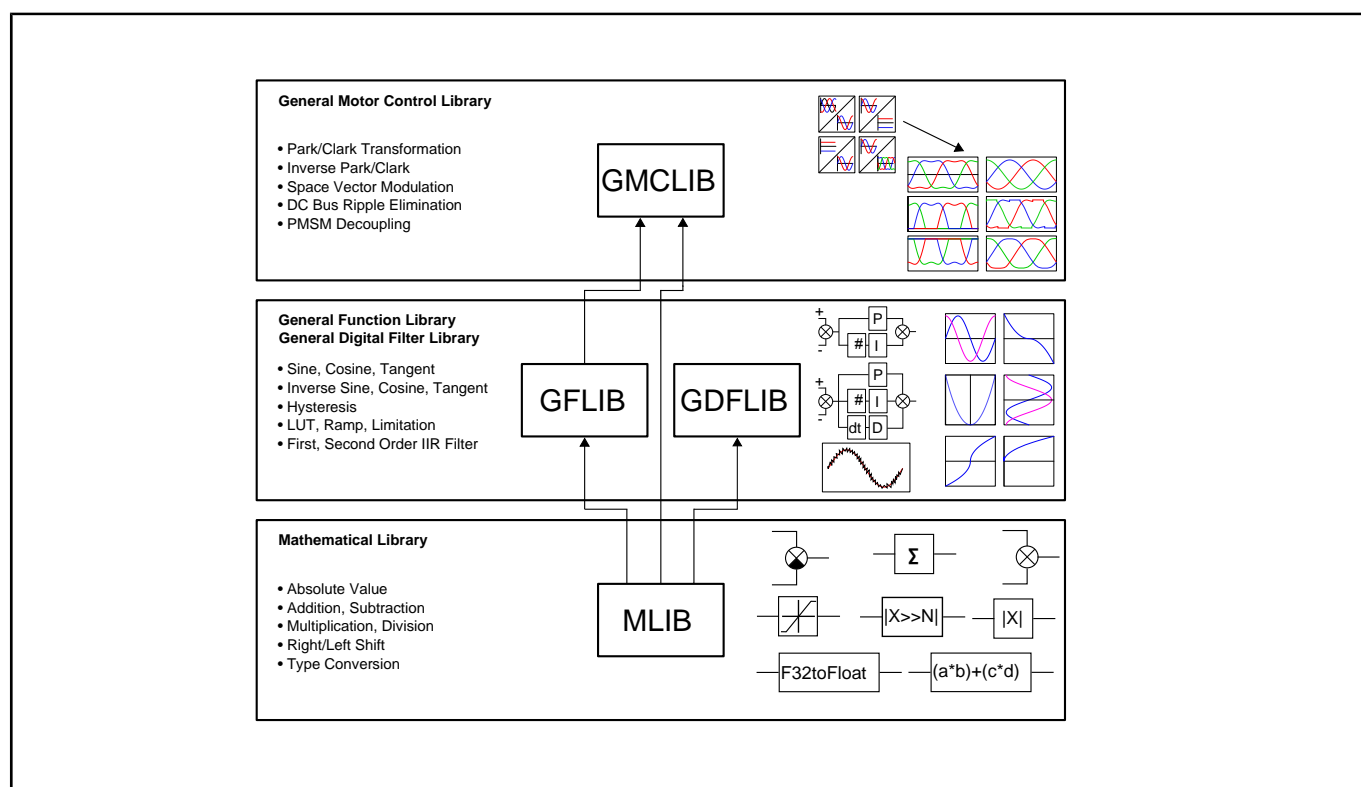 General Motor Control Library
• Park/Clark Transformation
• Inverse Park/Clark
• Space Vector Modulation
• DC Bus Ripple Elimination
• PMSM Decoupling
GMCLIB
General Function Library
General Digital Filter Library
• Sine, Cosine, Tangent
• Inverse Sine, Cosine, Tangent
• Hysteresis
• LUT, Ramp, Limitation
• First, Second Order IIR Filter
GFLIB
GDFLIB
+
-
P
# I
+
-
P
# I
dt D
Mathematical Library
• Absolute Value
• Addition, Subtraction
• Multiplication, Division
• Right/Left Shift
• Type Conversion
MLIB
Σ
|X>>N|
|X|
F32toFloat
(a*b)+(c*d)